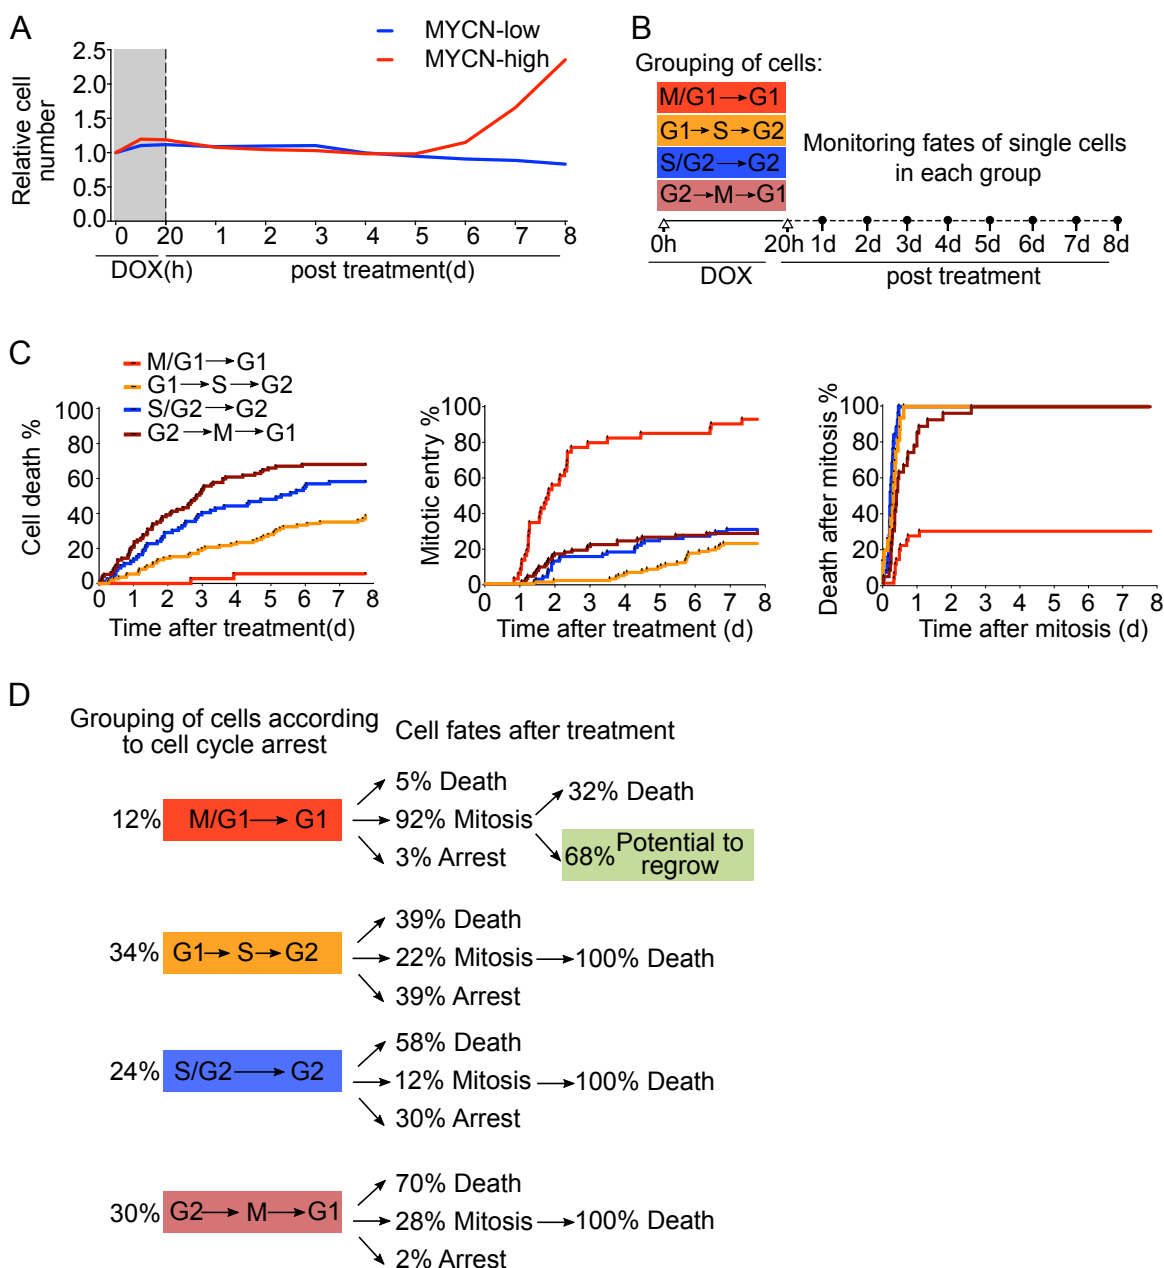 A
MYCN-low
MYCN-high
Relative cell
number
2.5
2.0
1.5
1.0
0.5
0.0
0 20 1 2 3 4 5 6 7 8
DOX(h) post treatment(d)
B
Grouping of cells:
M/G1→G1
G1→S→G2
S/G2→G2
G2→M→G1
Monitoring fates of single cells
in each group
0h 20h 1d 2d 3d 4d 5d 6d 7d 8d
DOX post treatment
C
M/G1→G1
G1→S→G2
S/G2→G2
G2→M→G1
Cell death %
100
80
60
40
20
0
0 1 2 3 4 5 6 7 8
Time after treatment(d)
Mitotic entry %
100
80
60
40
20
0
0 1 2 3 4 5 6 7 8
Time after treatment (d)
Death after mitosis %
100
80
60
40
20
0
0 1 2 3 4 5 6 7 8
Time after mitosis (d)
D
Grouping of cells according
to cell cycle arrest
Cell fates after treatment
12% M/G1→G1
5% Death
92% Mitosis
3% Arrest
32% Death
68% Potential to
regrow
34% G1→S→G2
39% Death
22% Mitosis→100% Death
39% Arrest
24% S/G2→G2
58% Death
12% Mitosis→100% Death
30% Arrest
30% G2→M→G1
70% Death
28% Mitosis→100% Death
2% Arrest